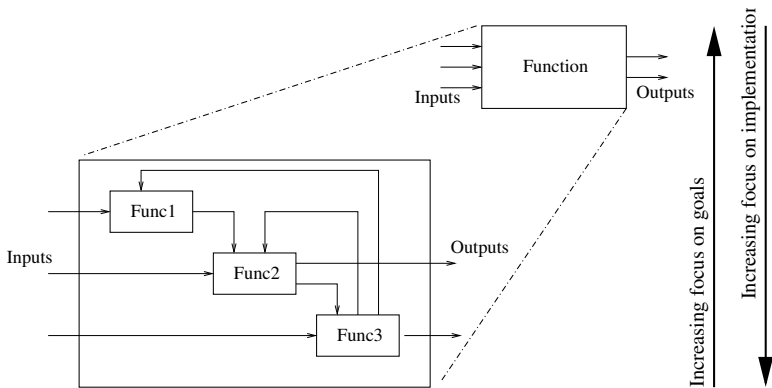 Function
Inputs
Outputs
Func1
Inputs
Func2
Outputs
Func3
Increasing focus on goals
Increasing focus on implementation